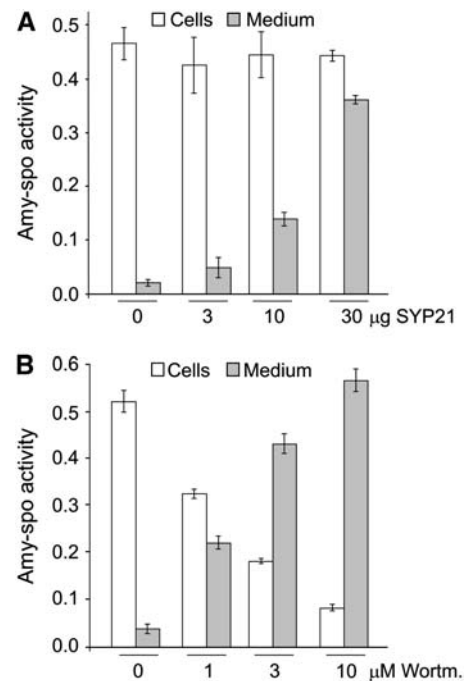 A
Cells Medium
Amy-spo activity
0.5
0.4
0.3
0.2
0.1
0.0
0 3 10 30 μg SYP21
B
Cells Medium
Amy-spo activity
0.6
0.5
0.4
0.3
0.2
0.1
0.0
0 1 3 10 μM Wortm.